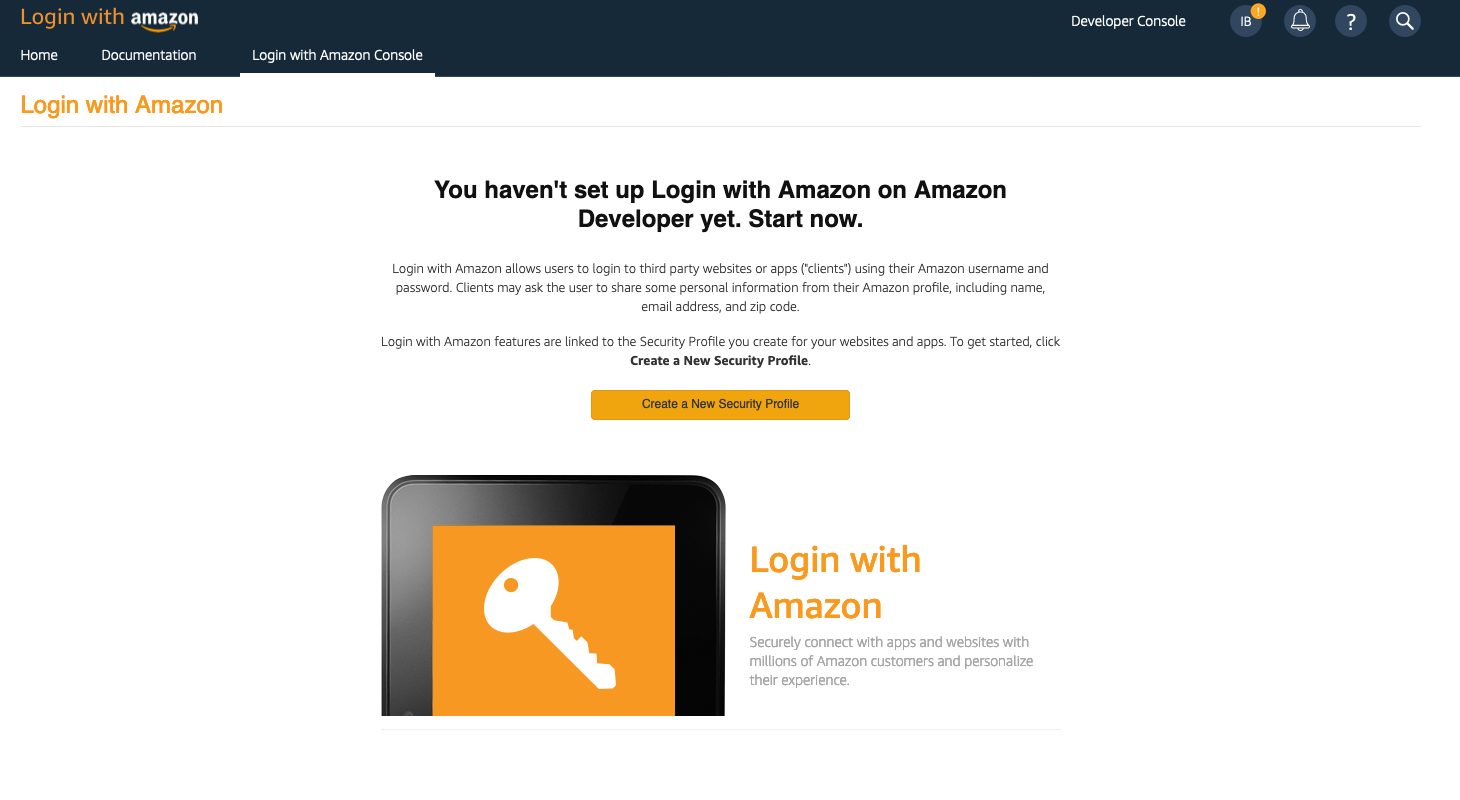 Login with amazon
Developer Console
IB
!
?
Home
Documentation
Login with Amazon Console
Login with Amazon
You haven't set up Login with Amazon on Amazon
Developer yet. Start now.
Login with Amazon allows users to login to third party websites or apps ("clients") using their Amazon username and
password. Clients may ask the user to share some personal information from their Amazon profile, including name,
email address, and zip code.
Login with Amazon features are linked to the Security Profile you create for your websites and apps. To get started, click
Create a New Security Profile.
Create a New Security Profile
Login with
Amazon
Securely connect with apps and websites with
millions of Amazon customers and personalize
their experience.